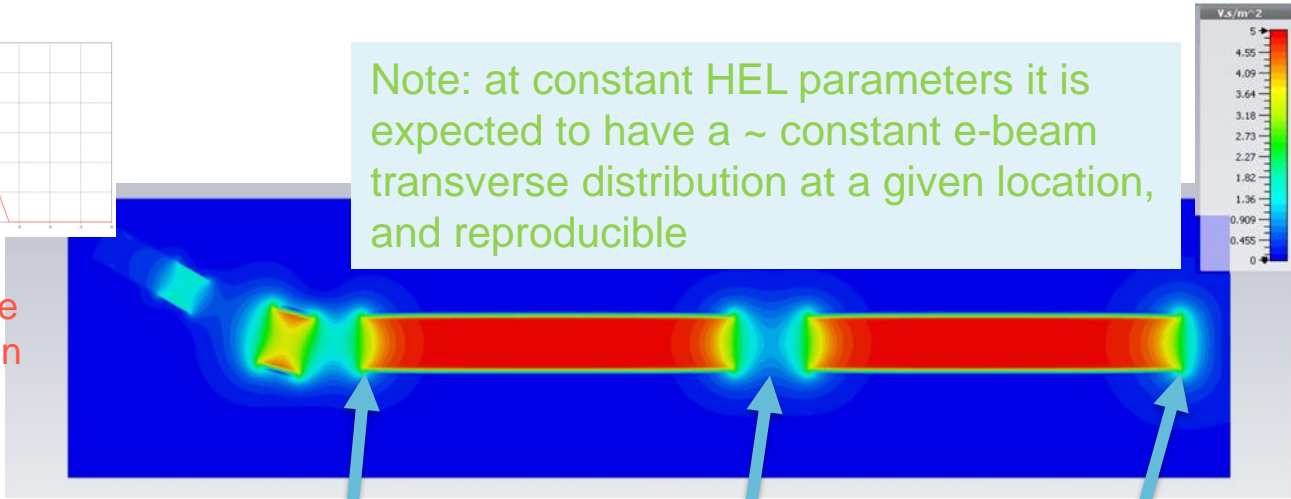 V.s/m^2
5
4.55
4.09
3.64
3.18
2.73
2.27
1.82
1.36
0.909
0.455
0
Note: at constant HEL parameters it is
expected to have a ~ constant e-beam
transverse distribution at a given location,
and reproducible
e
n